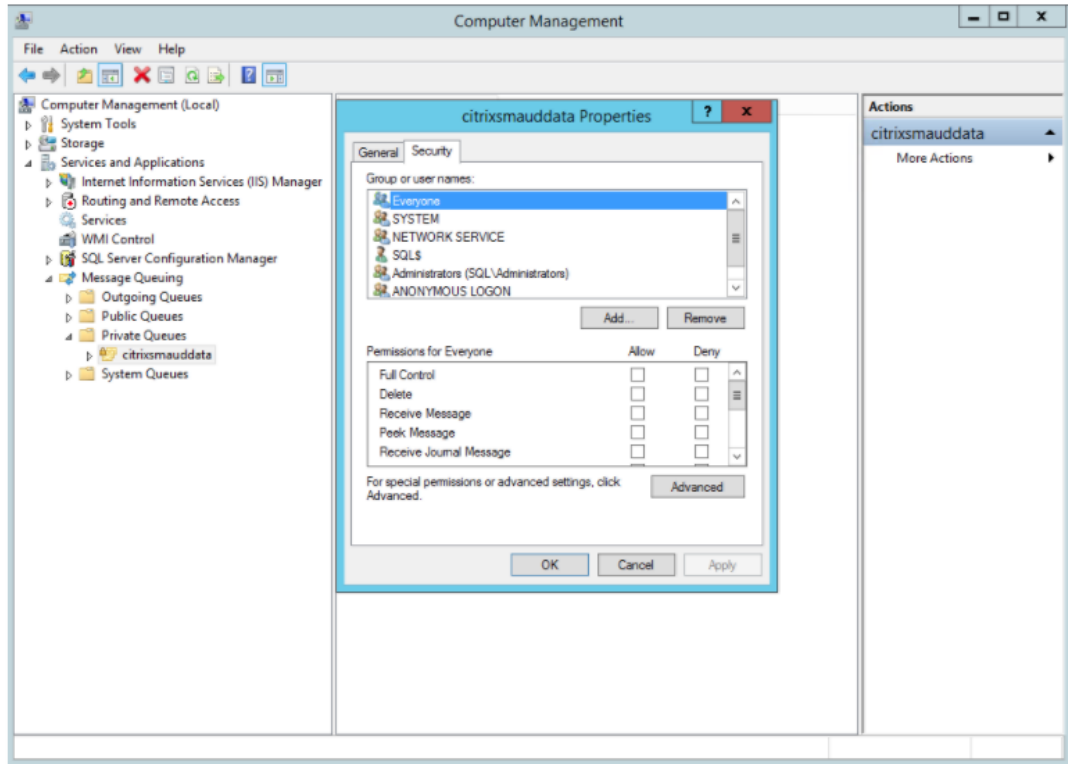 Computer Management
File Action View Help
Computer Management (Local)
System Tools
Storage
Services and Applications
Internet Information Services (IIS) Manager
Routing and Remote Access
Services
WMI Control
SQL Server Configuration Manager
Message Queuing
Outgoing Queues
Public Queues
Private Queues
citrixsmauddata
System Queues
citrixsmauddata Properties
? x
General Security
Group or user names:
Everyone
SYSTEM
NETWORK SERVICE
SQL$
Administrators (SQL\Administrators)
ANONYMOUS LOGON
Add... Remove
Permissions for Everyone Allow Deny
Full Control
Delete
Receive Message
Peek Message
Receive Journal Message
For special permissions or advanced settings, click
Advanced.
Advanced
OK Cancel Apply
Actions
citrixsmauddata
More Actions